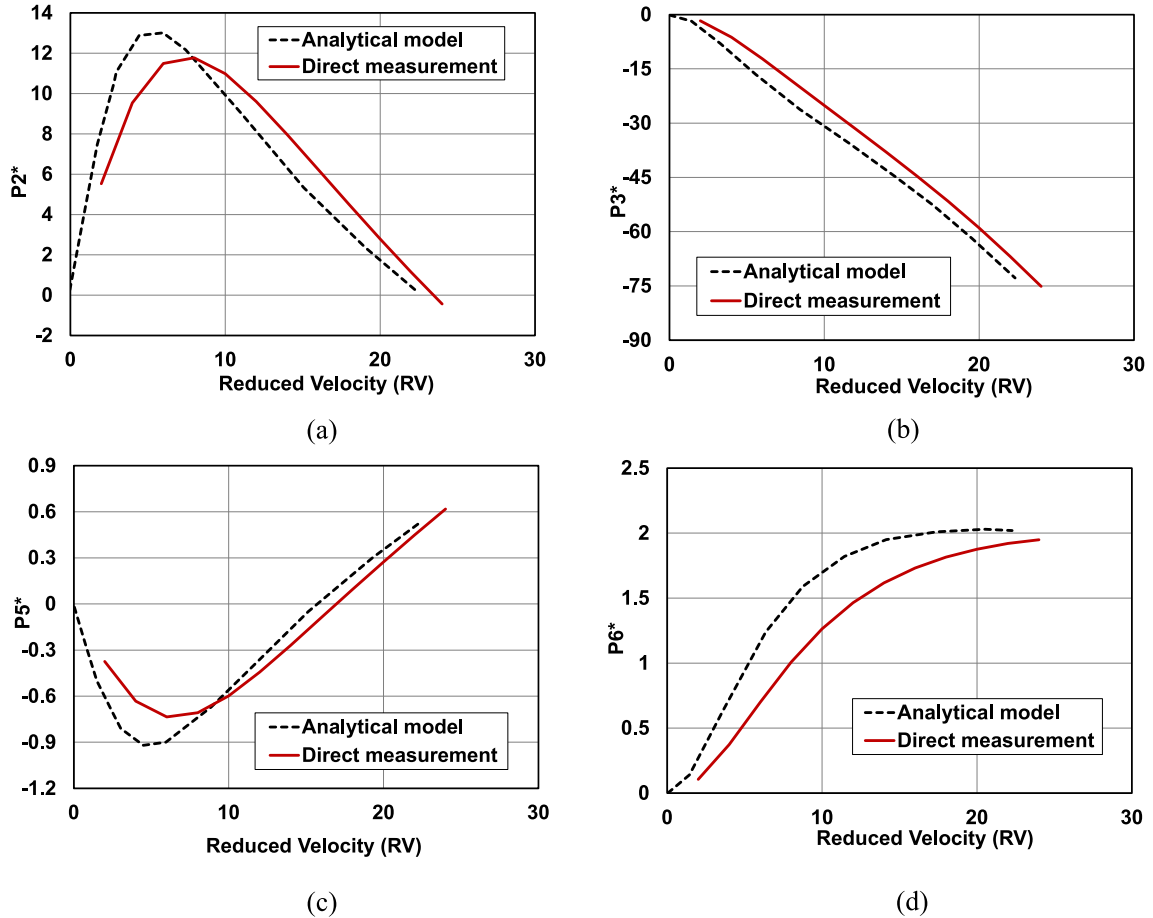 14
12
10
8
6
4
2
0
-2
P2*
Analytical model
Direct measurement
0 10 20 30
Reduced Velocity (RV)
(a)
0
-15
-30
-45
-60
-75
-90
P3*
Analytical model
Direct measurement
0 10 20 30
Reduced Velocity (RV)
(b)
0.9
0.6
0.3
0
-0.3
-0.6
-0.9
-1.2
P5*
Analytical model
Direct measurement
0 10 20 30
Reduced Velocity (RV)
(c)
2.5
2
1.5
1
0.5
0
P6*
Analytical model
Direct measurement
0 10 20 30
Reduced Velocity (RV)
(d)